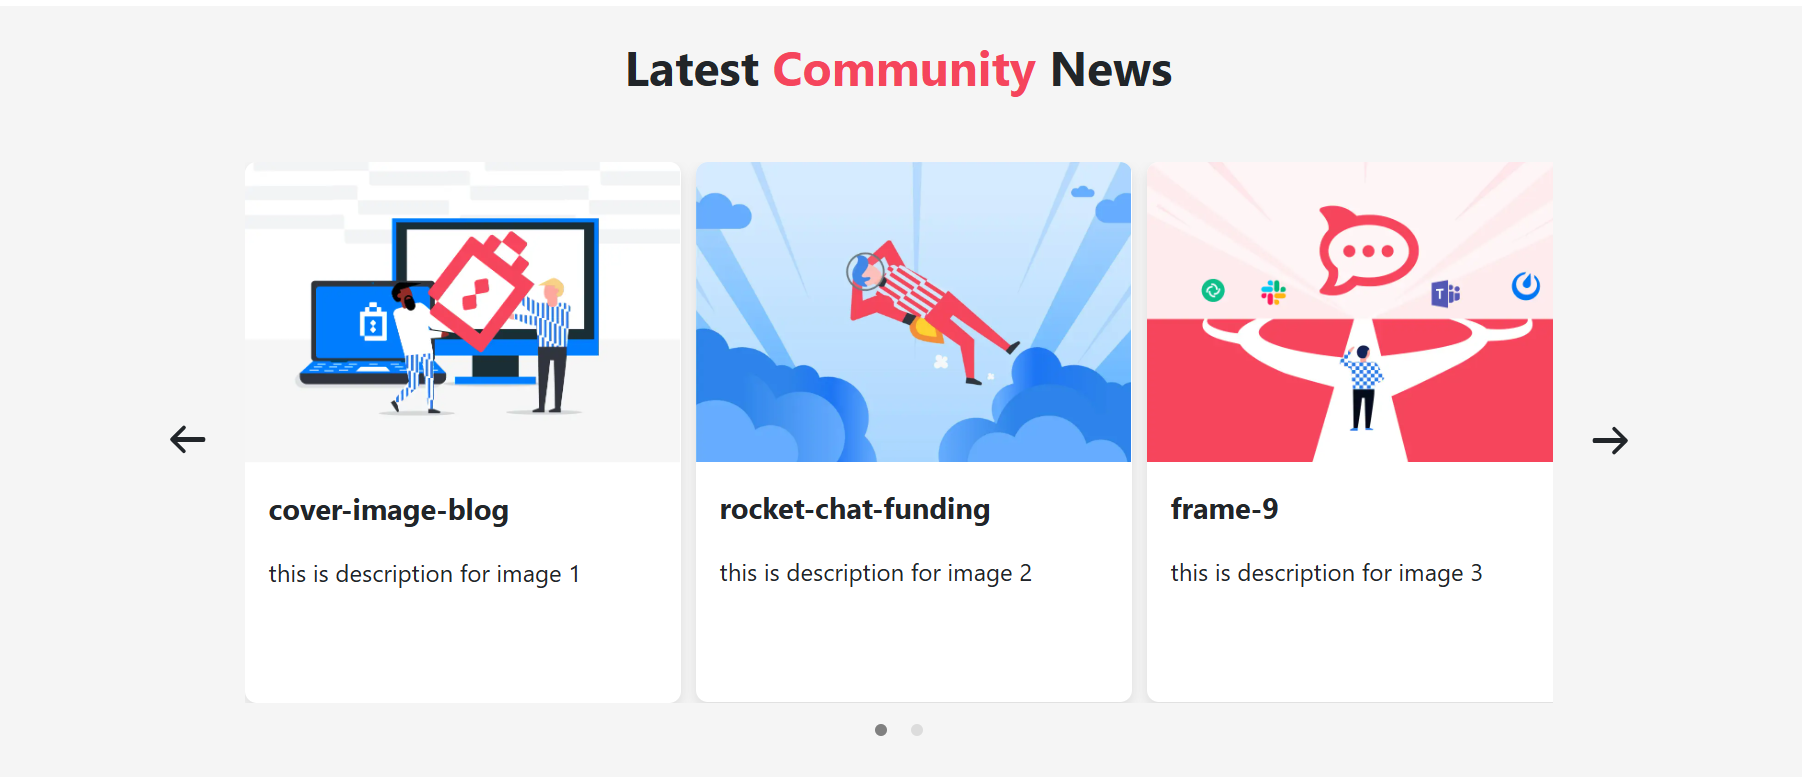 Latest Community News
T
cover-image-blog
rocket-chat-funding
frame-9
this is description for image 1
this is description for image 2
this is description for image 3